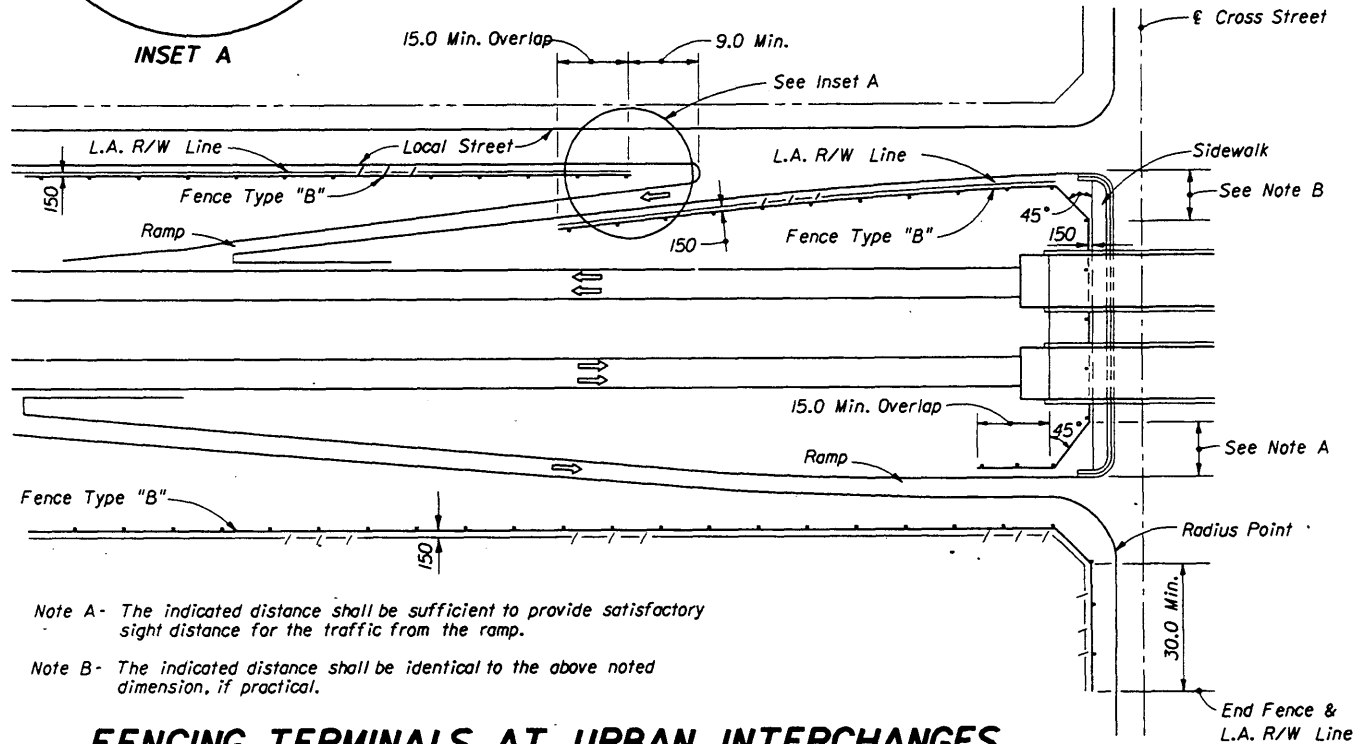 INSET A
15.0 Min. Overlap
9.0 Min.
℄ Cross Street
See Inset A
L.A. R/W Line
Local Street
L.A. R/W Line
Sidewalk
150
Fence Type "B"
See Note B
Ramp
45°
150
Fence Type "B"
150
15.0 Min. Overlap
45°
See Note A
Ramp
Fence Type "B"
150
Radius Point
30.0 Min.
Note A- The indicated distance shall be sufficient to provide satisfactory
sight distance for the traffic from the ramp.
Note B- The indicated distance shall be identical to the above noted
dimension, if practical.
End Fence &
L.A. R/W Line
FENCING TERMINALS AT URBAN INTERCHANGES